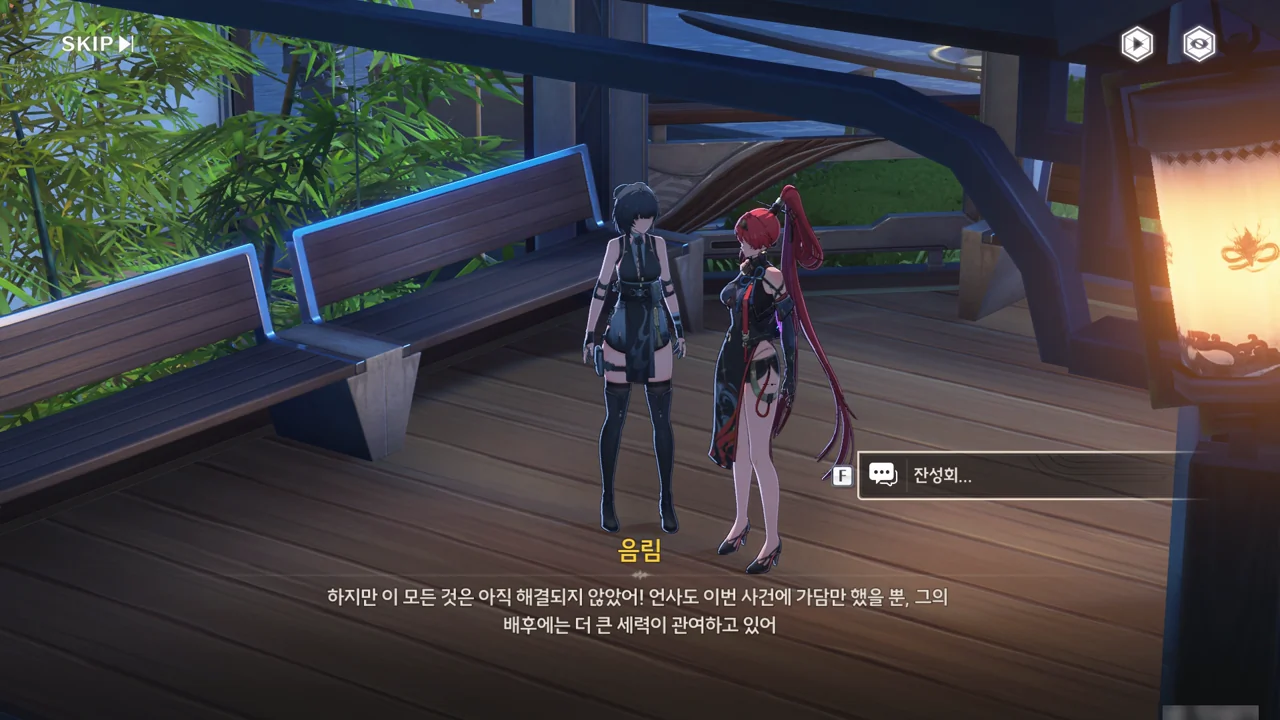 SKIP
F
잔성회...
음림
하지만 이 모든 것은 아직 해결되지 않았어! 언사도 이번 사건에 가담만 했을 뿐, 그의
배후에는 더 큰 세력이 관여하고 있어